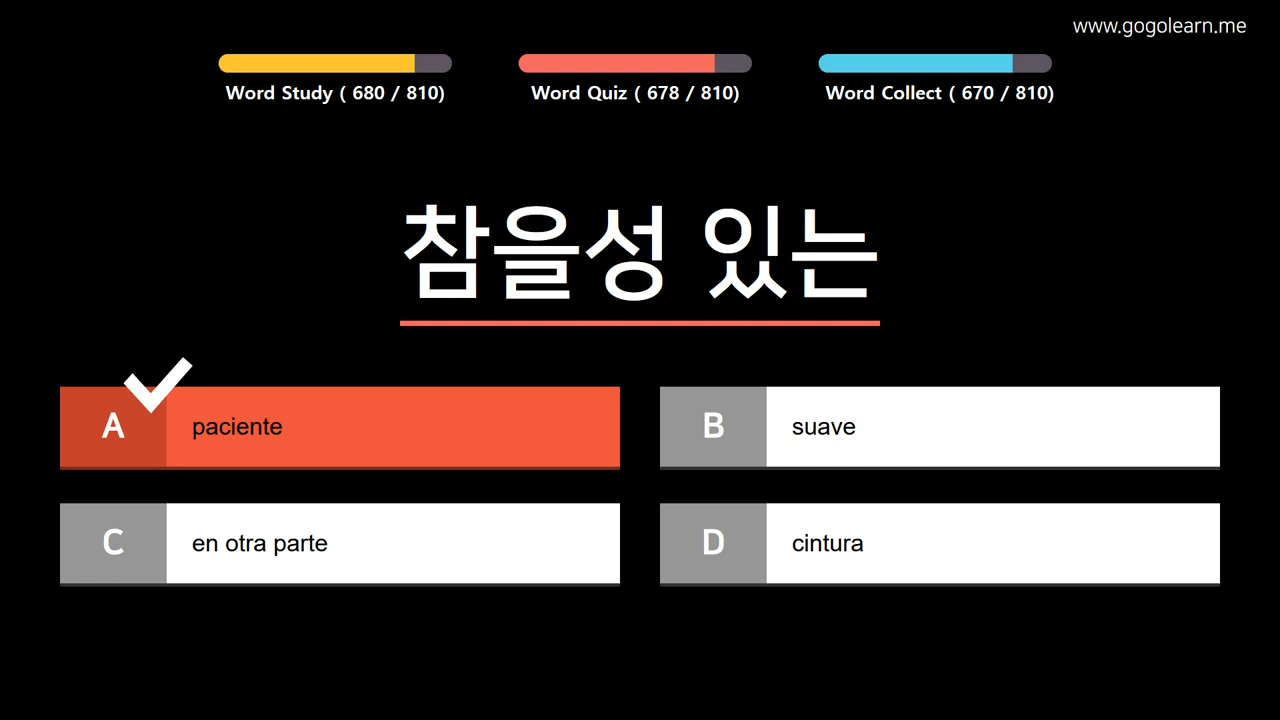 www.gogolearn.me
Word Study ( 680 / 810)
Word Quiz ( 678 / 810)
Word Collect ( 670 / 810)
참을성 있는
A paciente
B suave
C en otra parte
D cintura